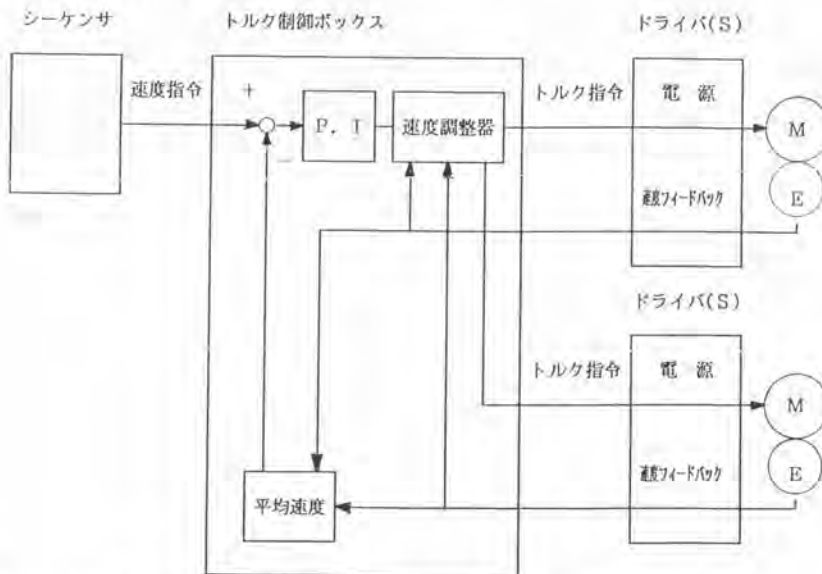 シーケンサ
トルク制御ボックス
ドライバ(S)
速度指令
+
-
P, I
速度調整器
トルク指令
電 源
M
速度フィードバック
E
ドライバ(S)
トルク指令
電 源
M
速度フィードバック
E
平均速度